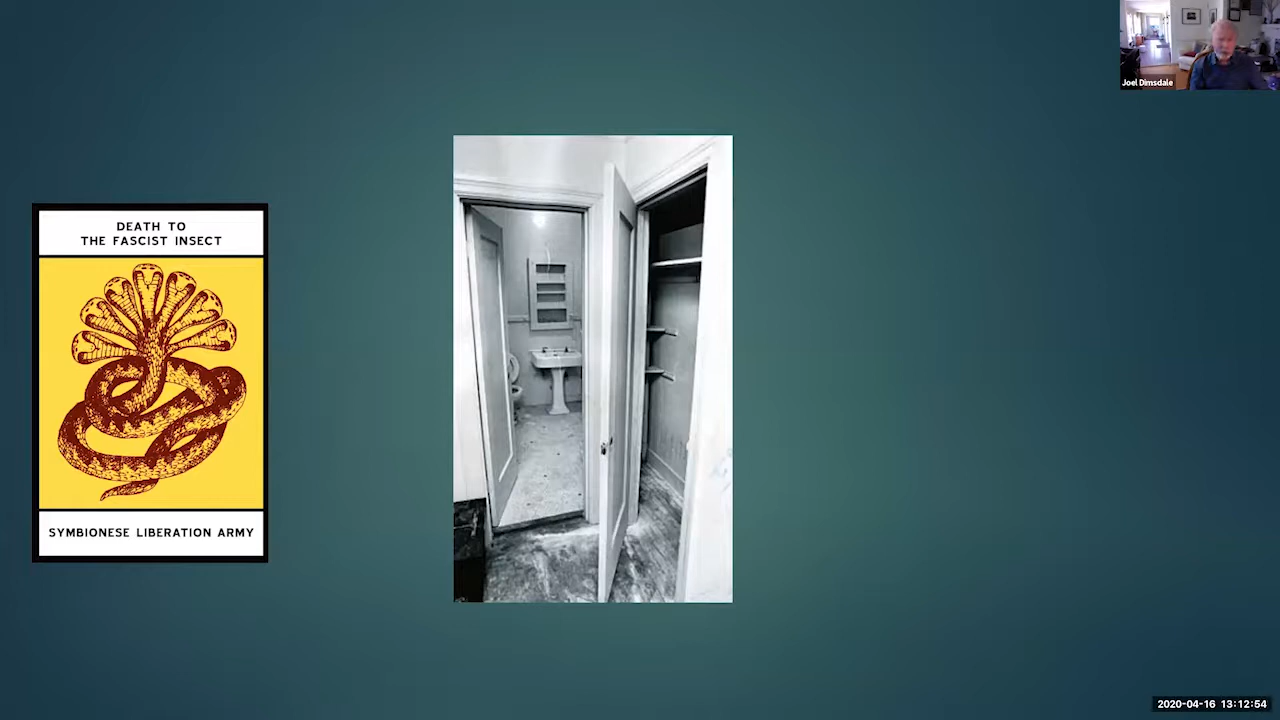 DEATH TO
THE FASCIST INSECT
SYMBIONESE LIBERATION ARMY
Joel Dimsdale
2020-04-16 13:12:54